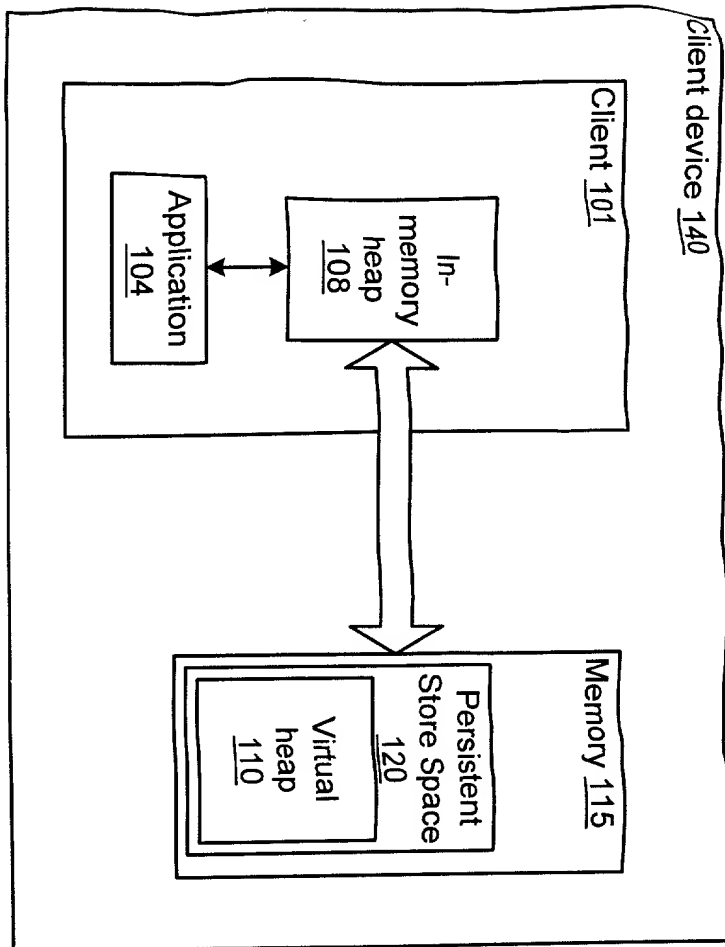 Client device 140
Client 101
In-
memory
heap
108
Application
104
Memory 115
Persistent
Store Space
120
Virtual
heap
110